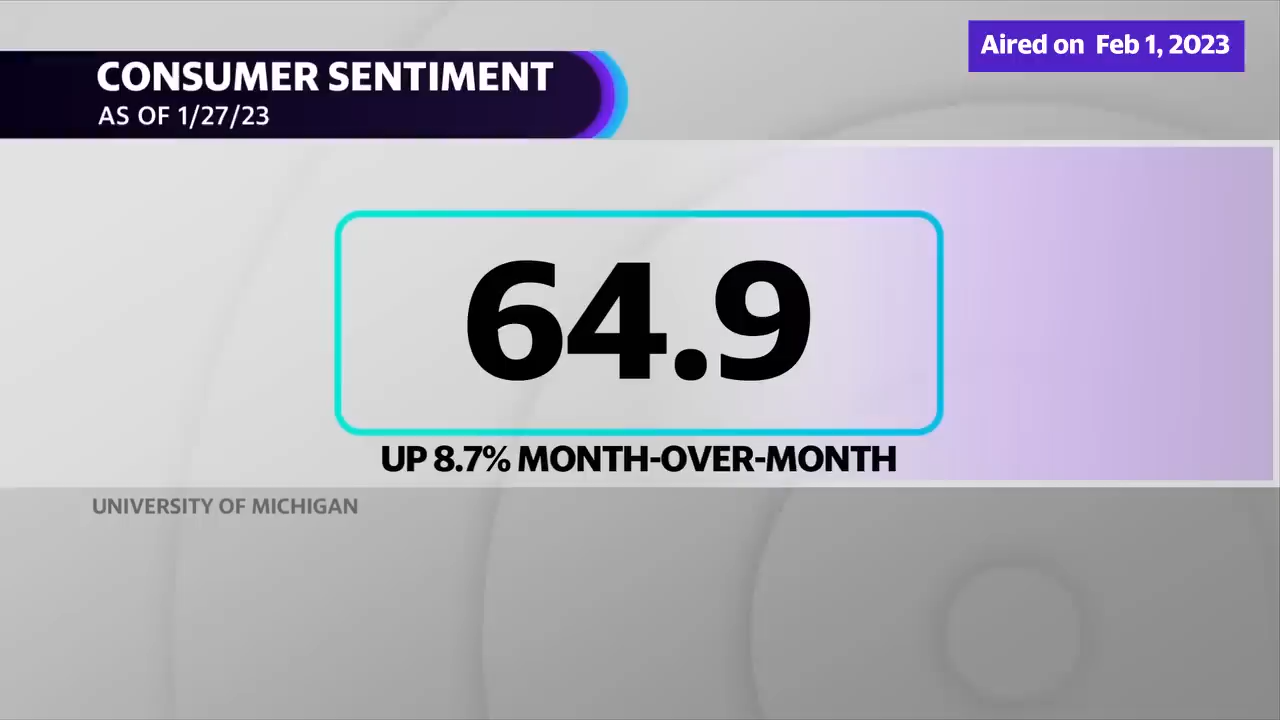 Aired on Feb 1, 2023
CONSUMER SENTIMENT
AS OF 1/27/23
64.9
UP 8.7% MONTH-OVER-MONTH
UNIVERSITY OF MICHIGAN